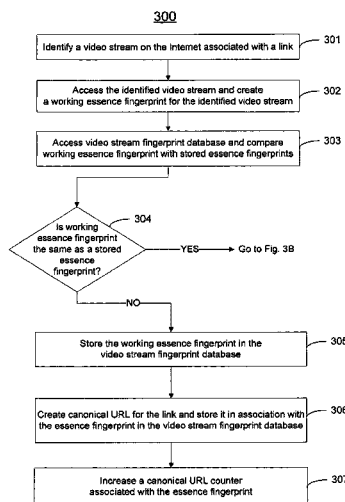 300
Identify a video stream on the Internet associated with a link
301
Access the identified video stream and create
a working essence fingerprint for the identified video stream
302
Access video stream fingerprint database and compare
working essence fingerprint with stored essence fingerprints
303
304
Is working
essence fingerprint
the same as a stored
essence
fingerprint?
YES
Go to Fig. 3B
NO
Store the working essence fingerprint in the
video stream fingerprint database
305
Create canonical URL for the link and store it in association with
the essence fingerprint in the video stream fingerprint database
306
Increase a canonical URL counter
associated with the essence fingerprint
307